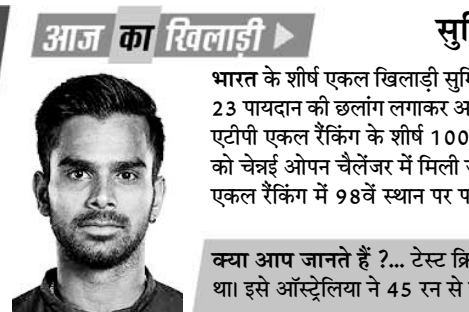 आज का खिलाड़ी
भारत के शीर्ष एकल खिलाड़ी
23 पायदान की छलांग लगाकर
एटीपी एकल रैंकिंग के शीर्ष 100
को चेन्नई ओपन चैलेंजर में मिली
एकल रैंकिंग में 98वें स्थान पर
क्या आप जानते हैं ?... टेस्ट
था। इसे ऑस्ट्रेलिया ने 45 रन से